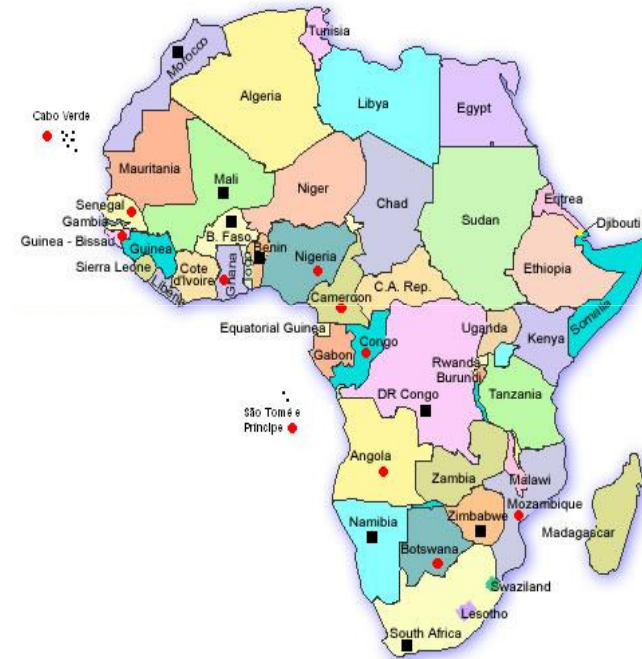 Tunisia
Morocco
Algeria
Libya
Egypt
Cabo Verde
Mauritania
Mali
Niger
Chad
Sudan
Eritrea
Djibouti
Senegal
Gambia
Guinea - Bissau
Guinea
B. Faso
Benin
Nigeria
Sierra Leone
Liberia
Cote
d'Ivoire
Ghana
Togo
Cameroon
C.A. Rep.
Ethiopia
Somalia
Equatorial Guinea
Gabon
Congo
Uganda
Kenya
Rwanda
Burundi
DR Congo
Tanzania
São Tomé e
Príncipe
Angola
Zambia
Malawi
Mozambique
Madagascar
Namibia
Zimbabwe
Botswana
Swaziland
Lesotho
South Africa